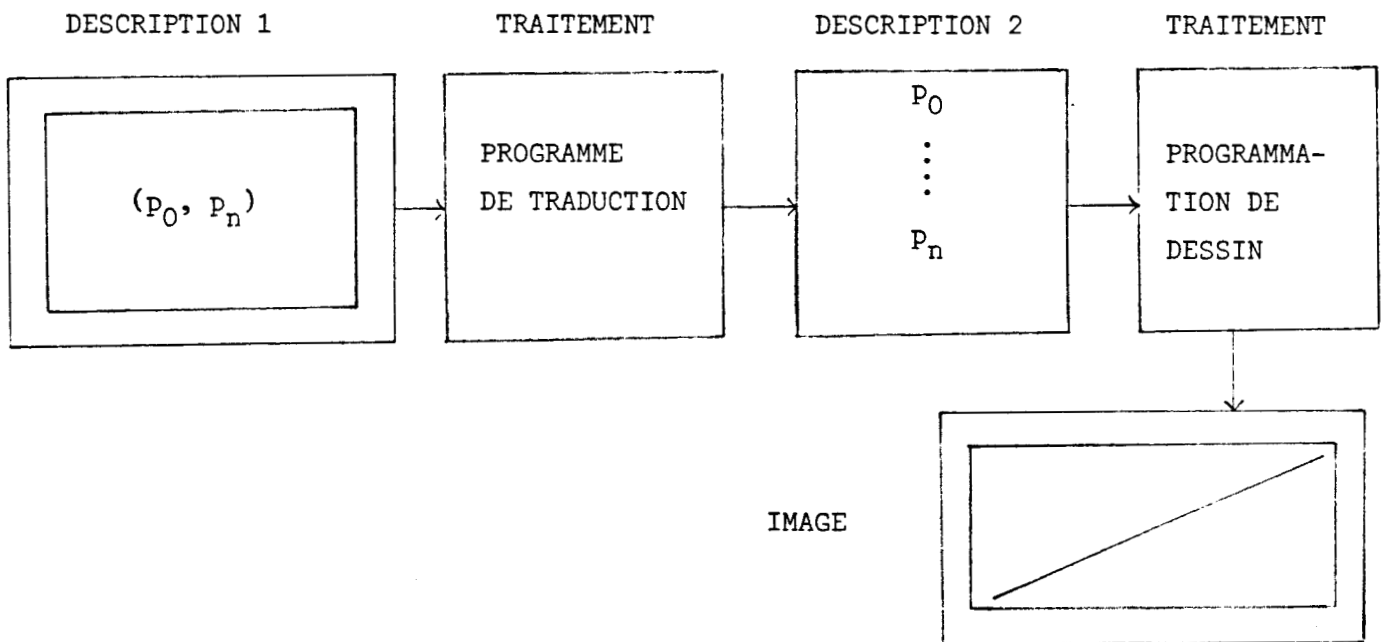 DESCRIPTION 1 TRAITEMENT DESCRIPTION 2 TRAITEMENT
(p₀, pₙ)
PROGRAMME
DE TRADUCTION
p₀
pₙ
PROGRAMMA-
TION DE
DESSIN
IMAGE